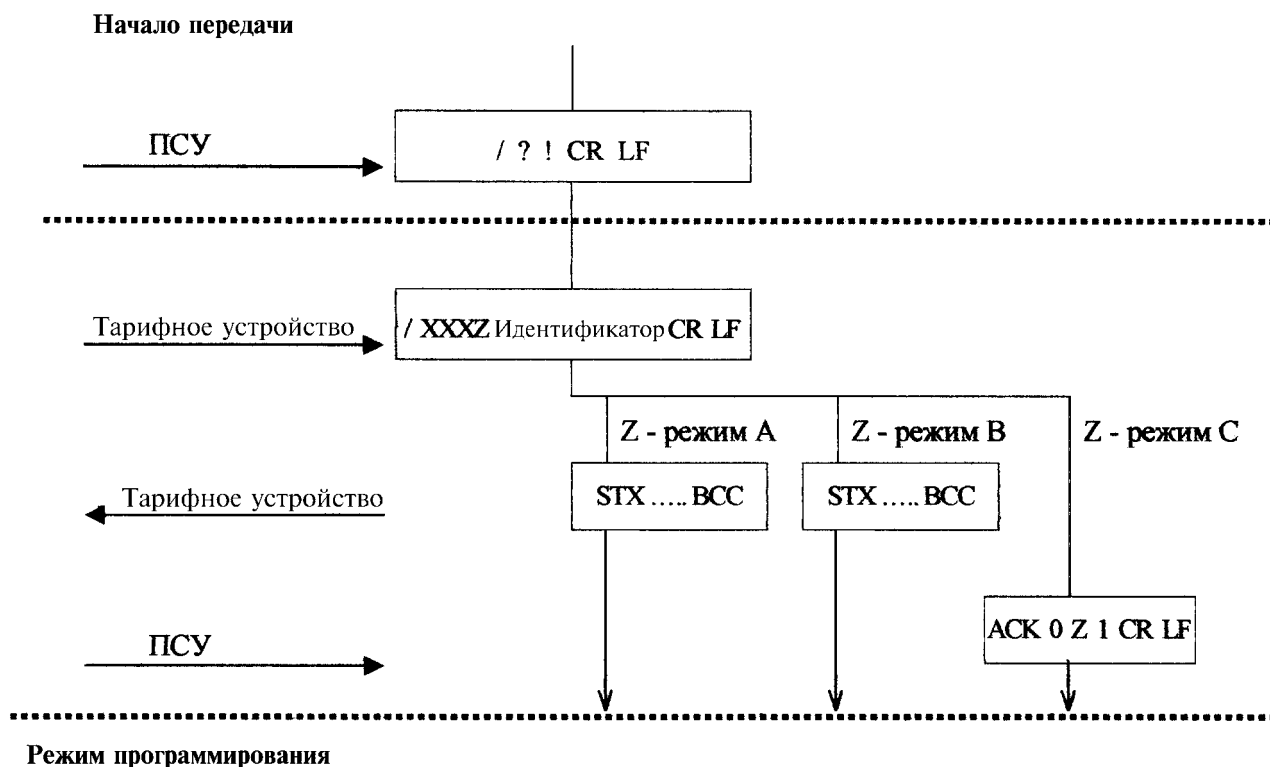 Начало передачи
ПСУ
/ ? ! CR LF
Тарифное устройство
/ XXXZ Идентификатор CR LF
Z - режим A
Z - режим B
Z - режим C
Тарифное устройство
STX ..... BCC
STX ..... BCC
ПСУ
ACK 0 Z 1 CR LF
Режим программирования